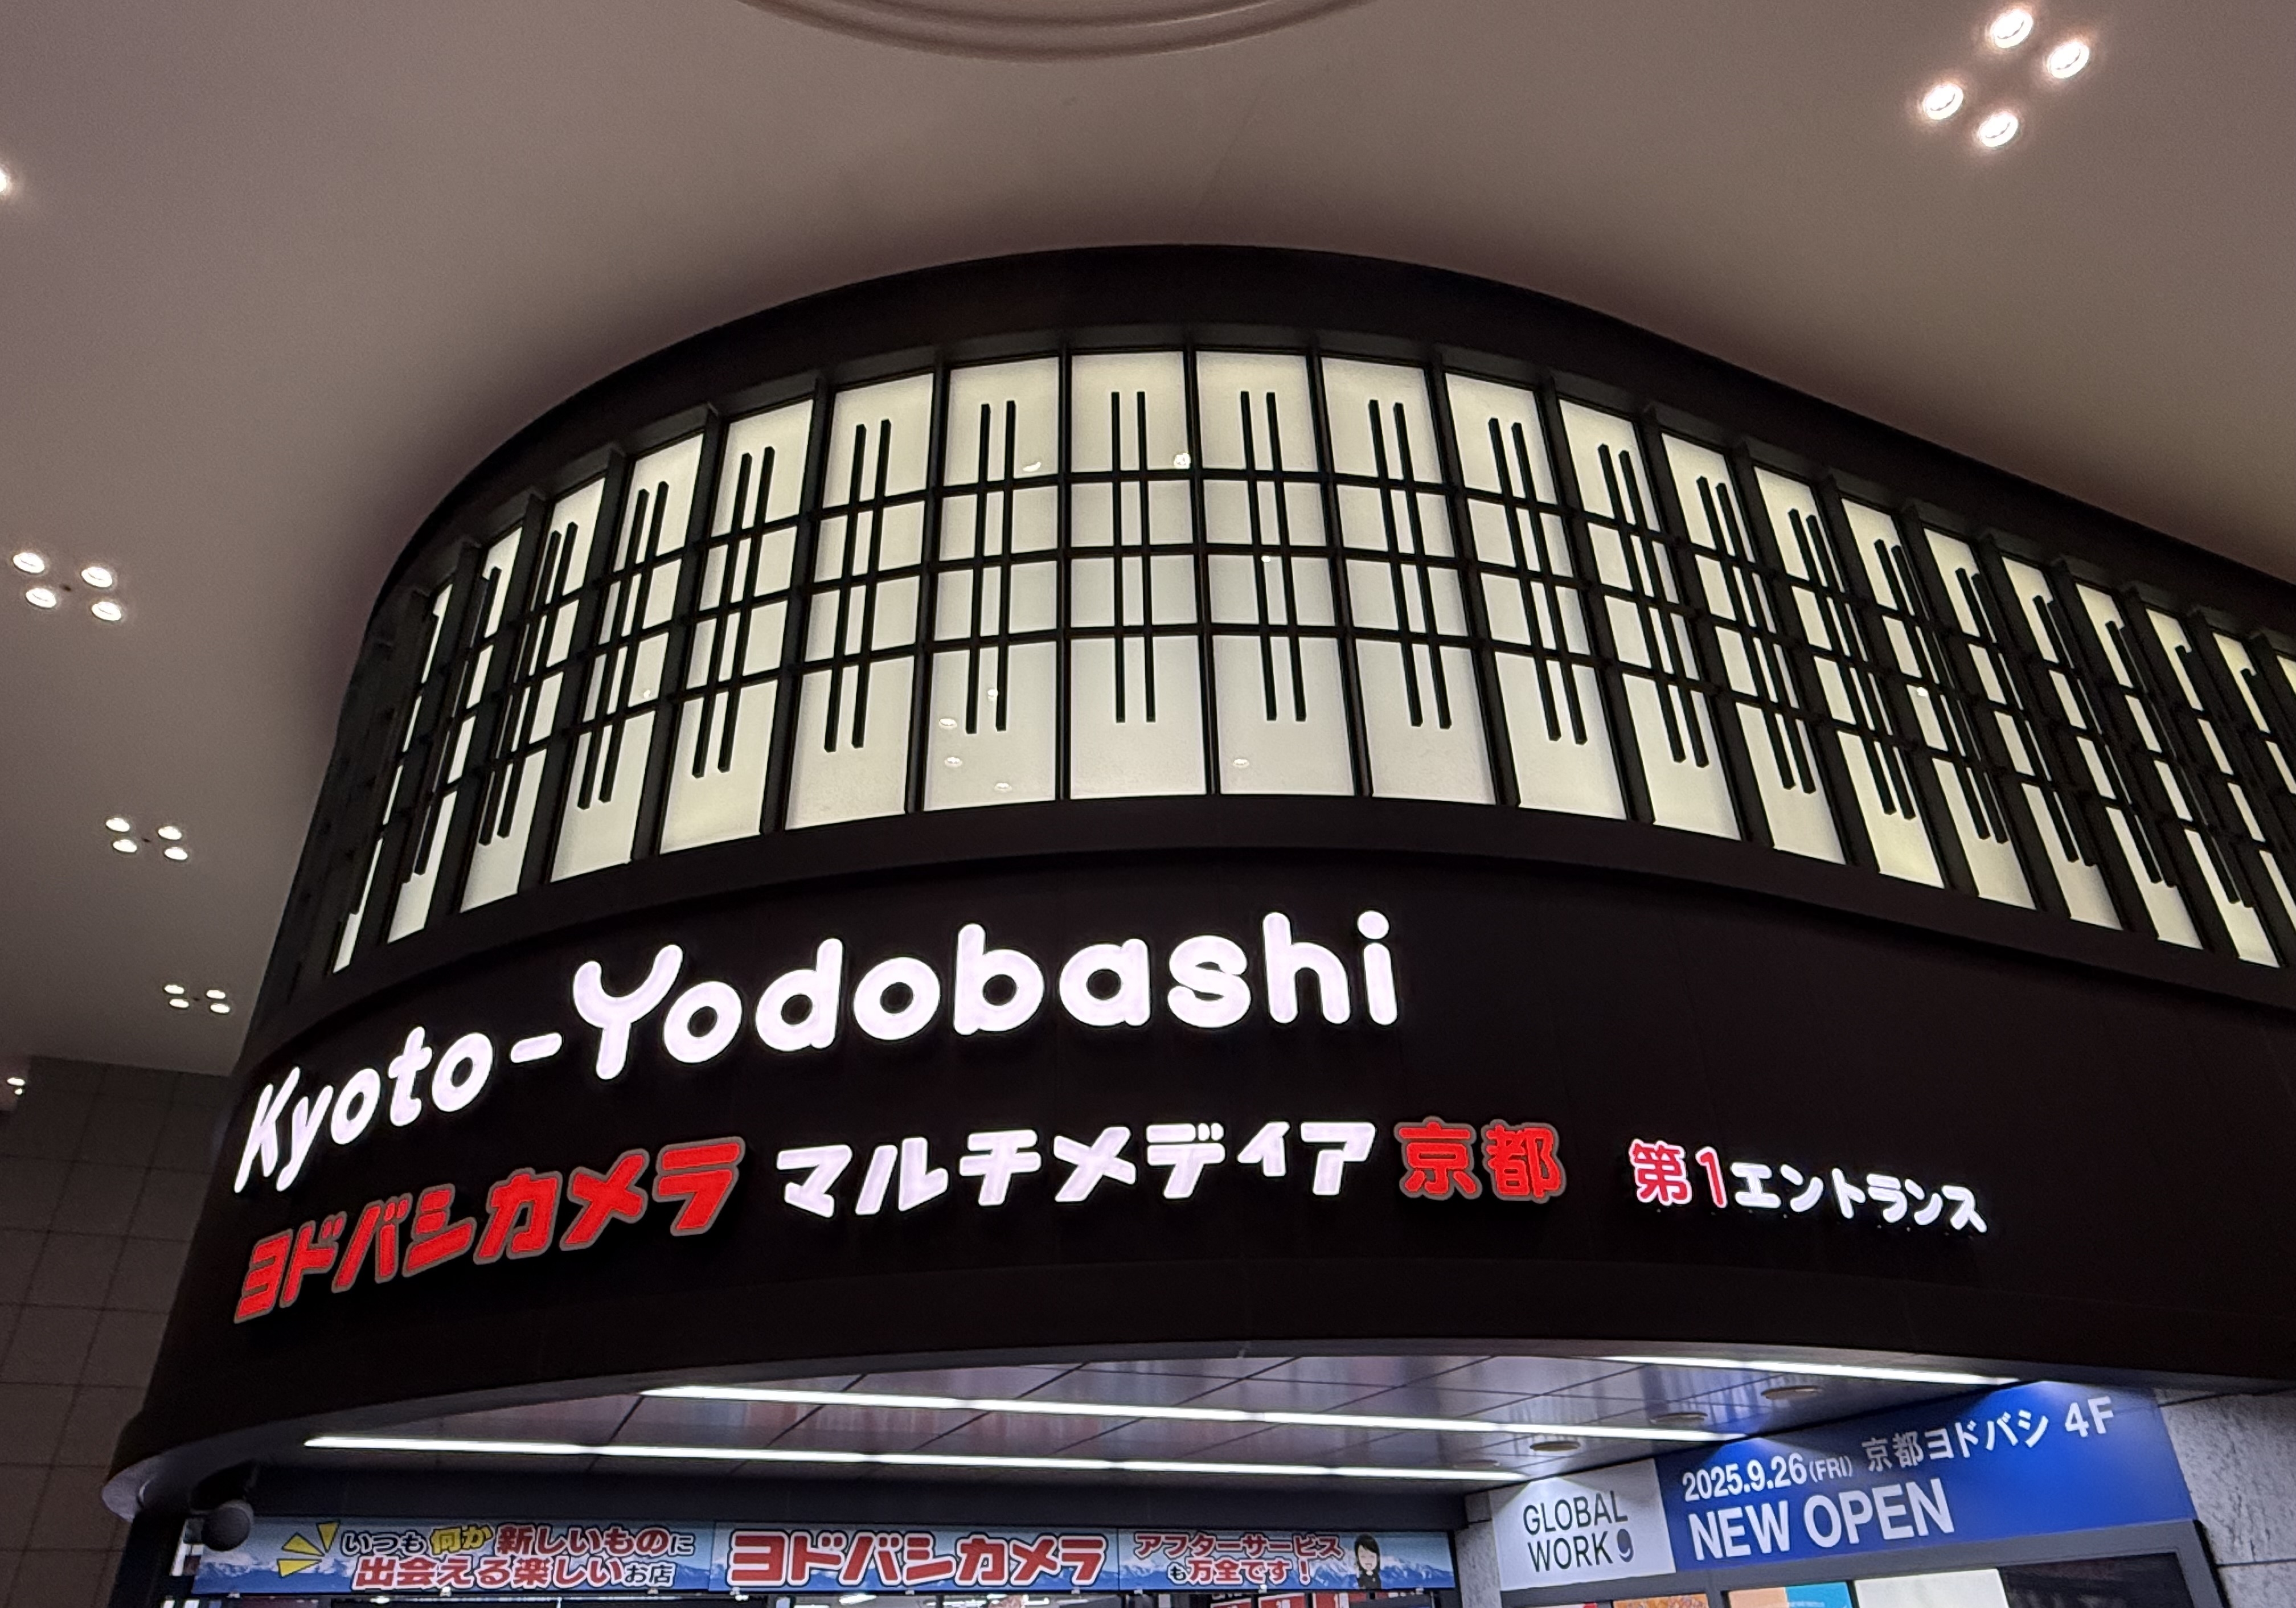 Kyoto-Yodobashi
ヨドバシカメラ マルチメディア京都 第1エントランス
いつも何か新しいものに
出会える楽しいお店
ヨドバシカメラ
アフターサービス
も万全です！
GLOBAL
WORK
2025.9.26(FRI) 京都ヨドバシ 4F
NEW OPEN